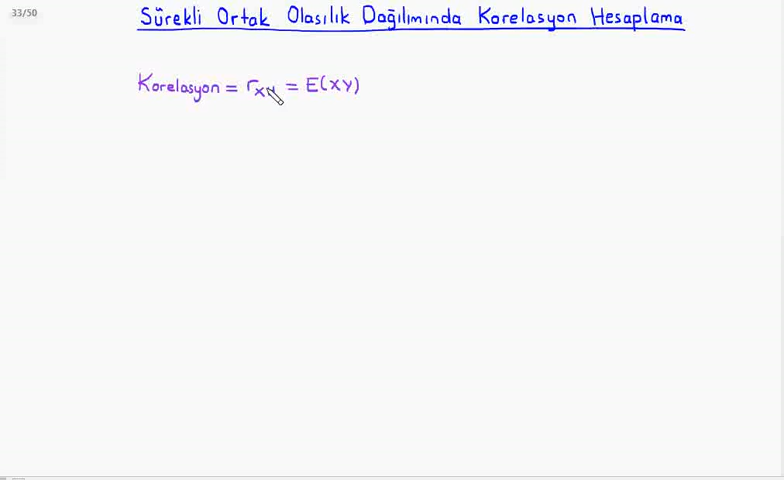 33/50
Sürekli Ortak Olasılık Dağılımında Korelasyon Hesaplama
Korelasyon = rxy = E(XY)